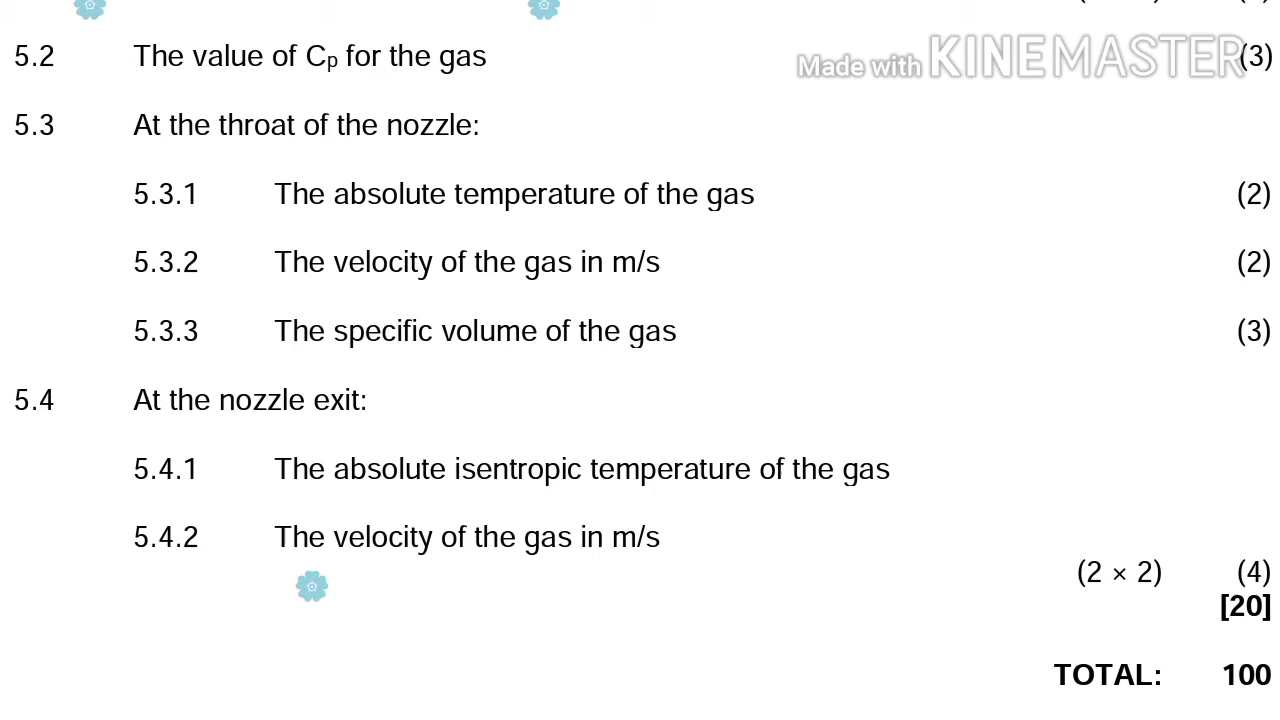 5.2 The value of Cp for the gas (3)
Made with KINEMASTER
5.3 At the throat of the nozzle:
5.3.1 The absolute temperature of the gas (2)
5.3.2 The velocity of the gas in m/s (2)
5.3.3 The specific volume of the gas (3)
5.4 At the nozzle exit:
5.4.1 The absolute isentropic temperature of the gas
5.4.2 The velocity of the gas in m/s
(2 × 2) (4)
[20]
TOTAL: 100